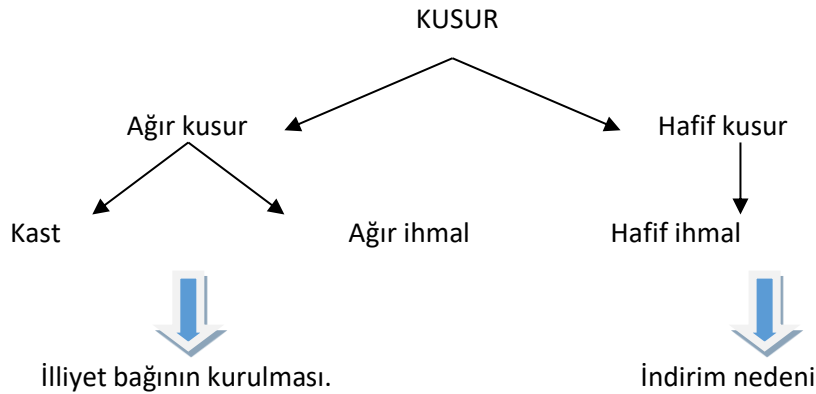 KUSUR
Ağır kusur Hafif kusur
Kast Ağır ihmal Hafif ihmal
İlliyet bağının kurulması. İndirim nedeni